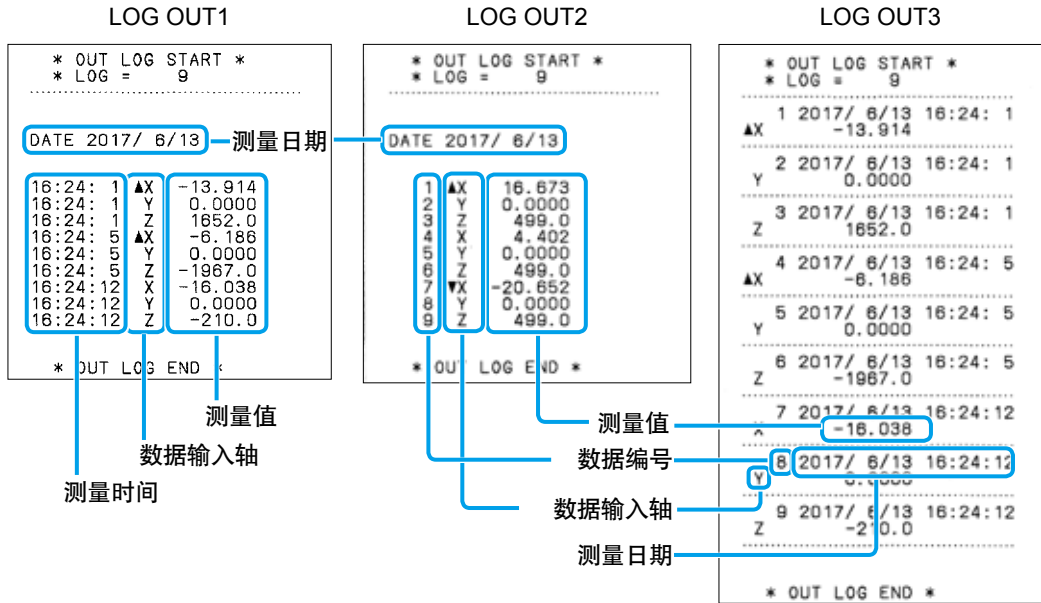 LOG OUT1
* OUT LOG START *
* LOG = 9
DATE 2017/ 6/13
16:24: 1 ▲X -13.914
16:24: 1 Y 0.0000
16:24: 1 Z 1652.0
16:24: 5 ▲X -6.186
16:24: 5 Y 0.0000
16:24: 5 Z -1967.0
16:24:12 X -16.038
16:24:12 Y 0.0000
16:24:12 Z -210.0
* OUT LOG END *
测量值
数据输入轴
测量时间
测量日期
LOG OUT2
* OUT LOG START *
* LOG = 9
DATE 2017/ 6/13
1 ▲X 16.673
2 Y 0.0000
3 Z 499.0
4 X 4.402
5 Y 0.0000
6 Z 499.0
7 ▼X -20.652
8 Y 0.0000
9 Z 499.0
* OUT LOG END *
测量值
数据编号
数据输入轴
测量日期
LOG OUT3
* OUT LOG START *
* LOG = 9
1 2017/ 6/13 16:24: 1
▲X -13.914
2 2017/ 6/13 16:24: 1
Y 0.0000
3 2017/ 6/13 16:24: 1
Z 1652.0
4 2017/ 6/13 16:24: 5
▲X -6.186
5 2017/ 6/13 16:24: 5
Y 0.0000
6 2017/ 6/13 16:24: 5
Z -1967.0
7 2017/ 6/13 16:24:12
X -16.038
8 2017/ 6/13 16:24:12
Y 0.0000
9 2017/ 6/13 16:24:12
Z -210.0
* OUT LOG END *